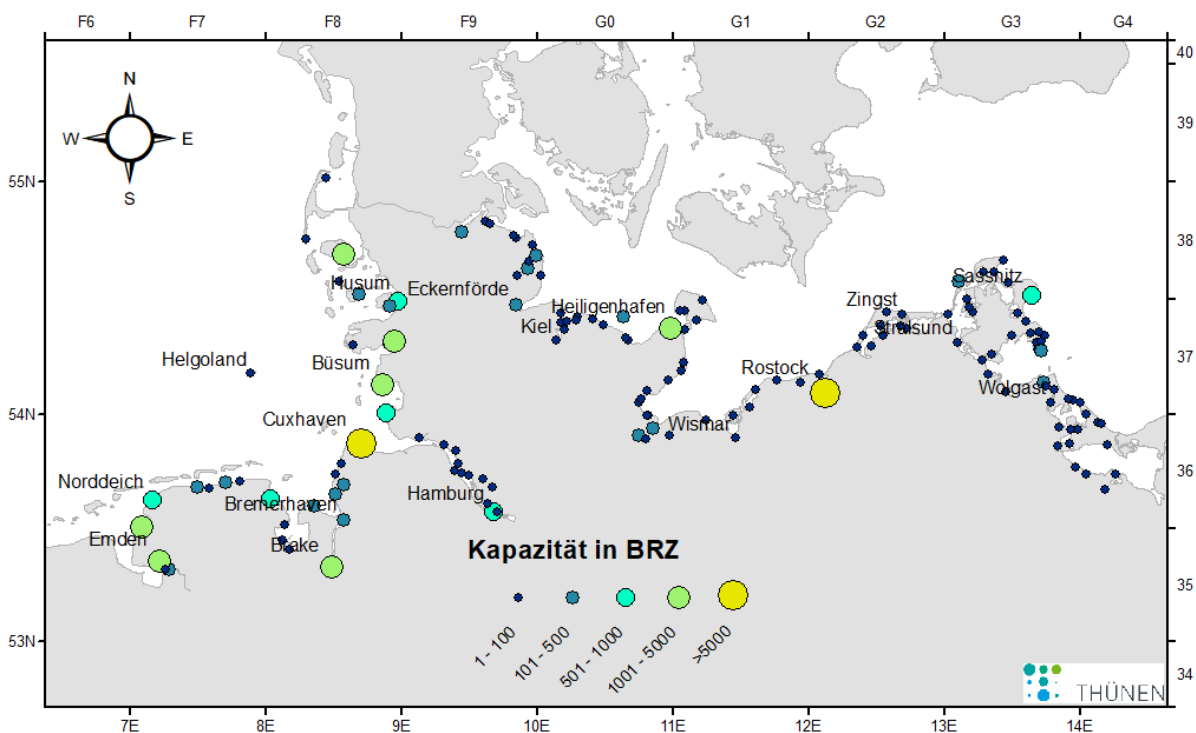 F6 F7 F8 F9 G0 G1 G2 G3 G4
40
N
W E
S
39
55N
38
Sassnitz
Husum
Eckernförde
Zingst
Heiligenhafen
Kiel
Stralsund
Helgoland
Büsum
Rostock
37
Wolgast
54N
Cuxhaven
Wismar
36
Norddeich
Hamburg
Bremerhaven
Emden
Brake
35
Kapazität in BRZ
1 - 100
101 - 500
501 - 1000
1001 - 5000
>5000
53N
34
THÜNEN
7E 8E 9E 10E 11E 12E 13E 14E